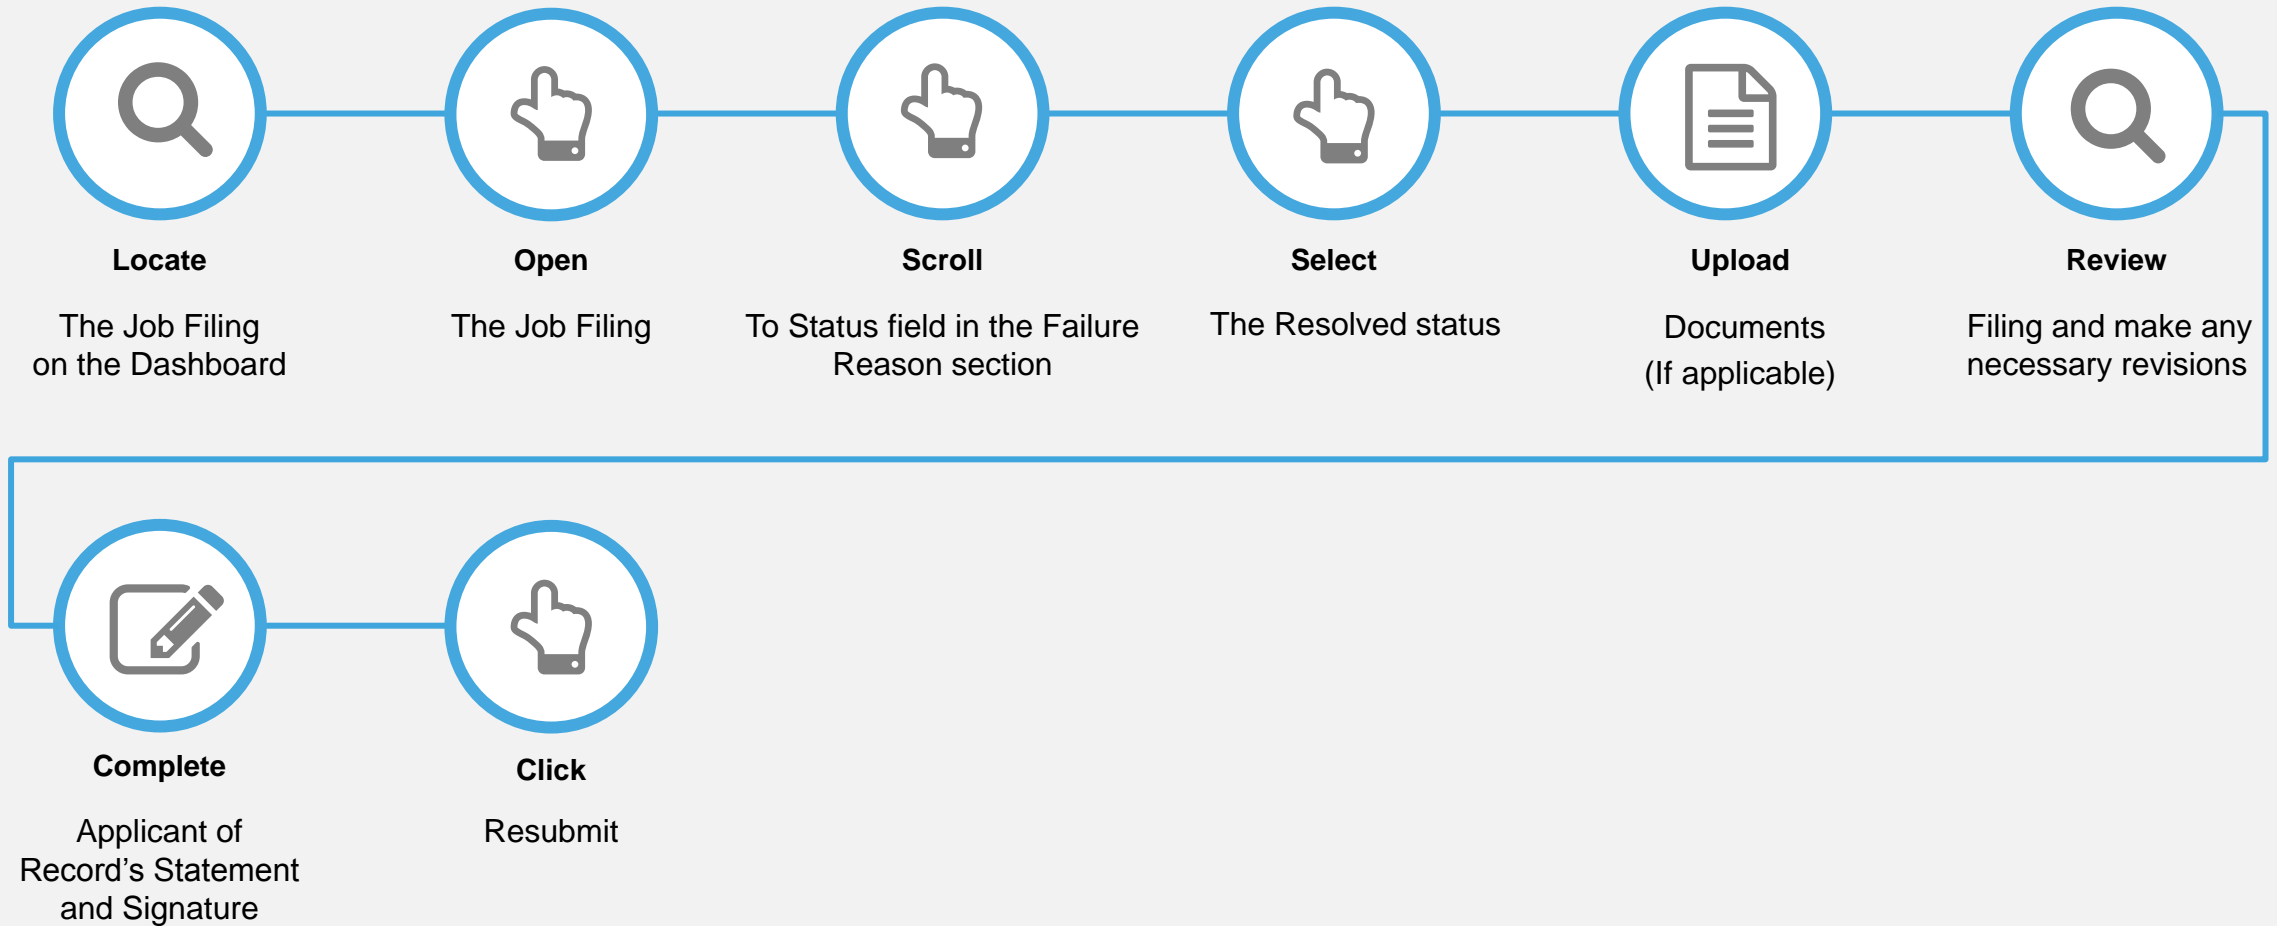 Locate
The Job Filing
on the Dashboard
Open
The Job Filing
Scroll
To Status field in the Failure
Reason section
Select
The Resolved status
Upload
Documents
(If applicable)
Review
Filing and make any
necessary revisions
Complete
Applicant of
Record’s Statement
and Signature
Click
Resubmit